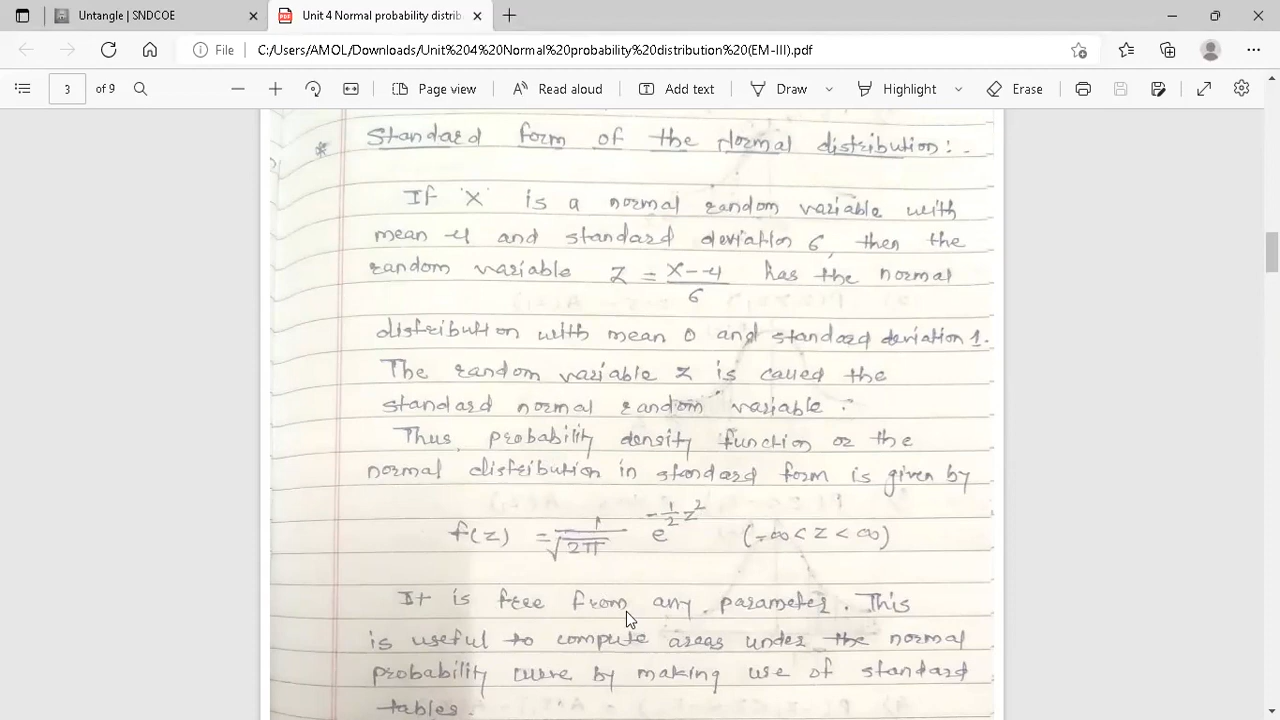 Untangle | SNDCOE
Unit 4 Normal probability distrib
File C:/Users/AMOL/Downloads/Unit%204%20Normal%20probability%20distribution%20(EM-III).pdf
3 of 9 Page view Read aloud Add text Draw Highlight Erase
* Standard form of the Normal distribution:-
If 'X' is a normal random variable with
mean μ and standard deviation σ, then the
random variable Z = (X-μ)/σ has the normal
distribution with mean 0 and standard deviation 1.
The random variable z is called the
standard normal random variable.
Thus probability density function or the
normal distribution in standard form is given by
f(z) = 1/√2π e^(-1/2 z²) (-∞ < z < ∞)
It is free from any parameter. This
is useful to compute areas under the normal
probability curve by making use of standard
tables.